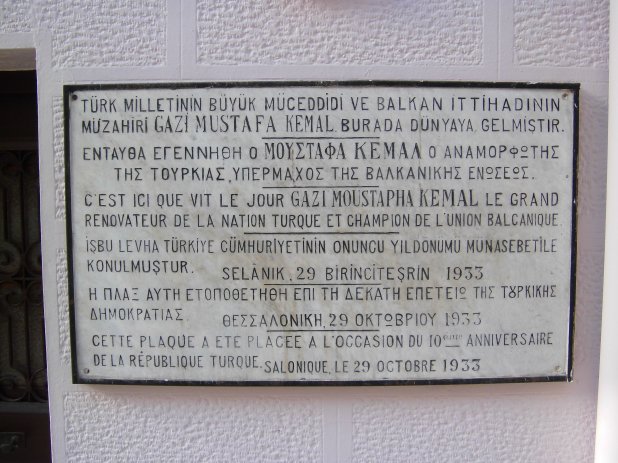 TÜRK MİLLETİNİN BÜYÜK MÜCEDDİDİ VE BALKAN İTTİHADININ
MÜZAHİRİ GAZİ MUSTAFA KEMAL BURADA DÜNYAYA GELMİŞTİR.
ΕΝΤΑΥΘΑ ΕΓΕΝΝΗΘΗ Ο ΜΟΥΣΤΑΦΑ ΚΕΜΑΛ Ο ΑΝΑΜΟΡΦΩΤΗΣ
ΤΗΣ ΤΟΥΡΚΙΑΣ, ΥΠΕΡΜΑΧΟΣ ΤΗΣ ΒΑΛΚΑΝΙΚΗΣ ΕΝΩΣΕΩΣ.
C'EST ICI QUE VIT LE JOUR GAZI MOUSTAPHA KEMAL LE GRAND
RENOVATEUR DE LA NATION TURQUE ET CHAMPION DE L'UNION BALCANIQUE.
İŞBU LEVHA TÜRKİYE CÜMHURİYETİNİN ONUNCU YILDONUMU MÜNASEBETİLE
KONULMUŞTUR. SELÂNİK, 29 BİRİNCİTEŞRİN 1933
Η ΠΛΑΞ ΑΥΤΗ ΕΤΟΠΟΘΕΤΗΘΗ ΕΠΙ ΤΗ ΔΕΚΑΤΗ ΕΠΕΤΕΙΩ ΤΗΣ ΤΟΥΡΚΙΚΗΣ
ΔΗΜΟΚΡΑΤΙΑΣ. ΘΕΣΣΑΛΟΝΙΚΗ, 29 ΟΚΤΩΒΡΙΟΥ 1933
CETTE PLAQUE A ETÉ PLACÉE A L'OCCASION DU 10ème ANNIVERSAIRE
DE LA RÉPUBLIQUE TURQUE. SALONIQUE, LE 29 OCTOBRE 1933